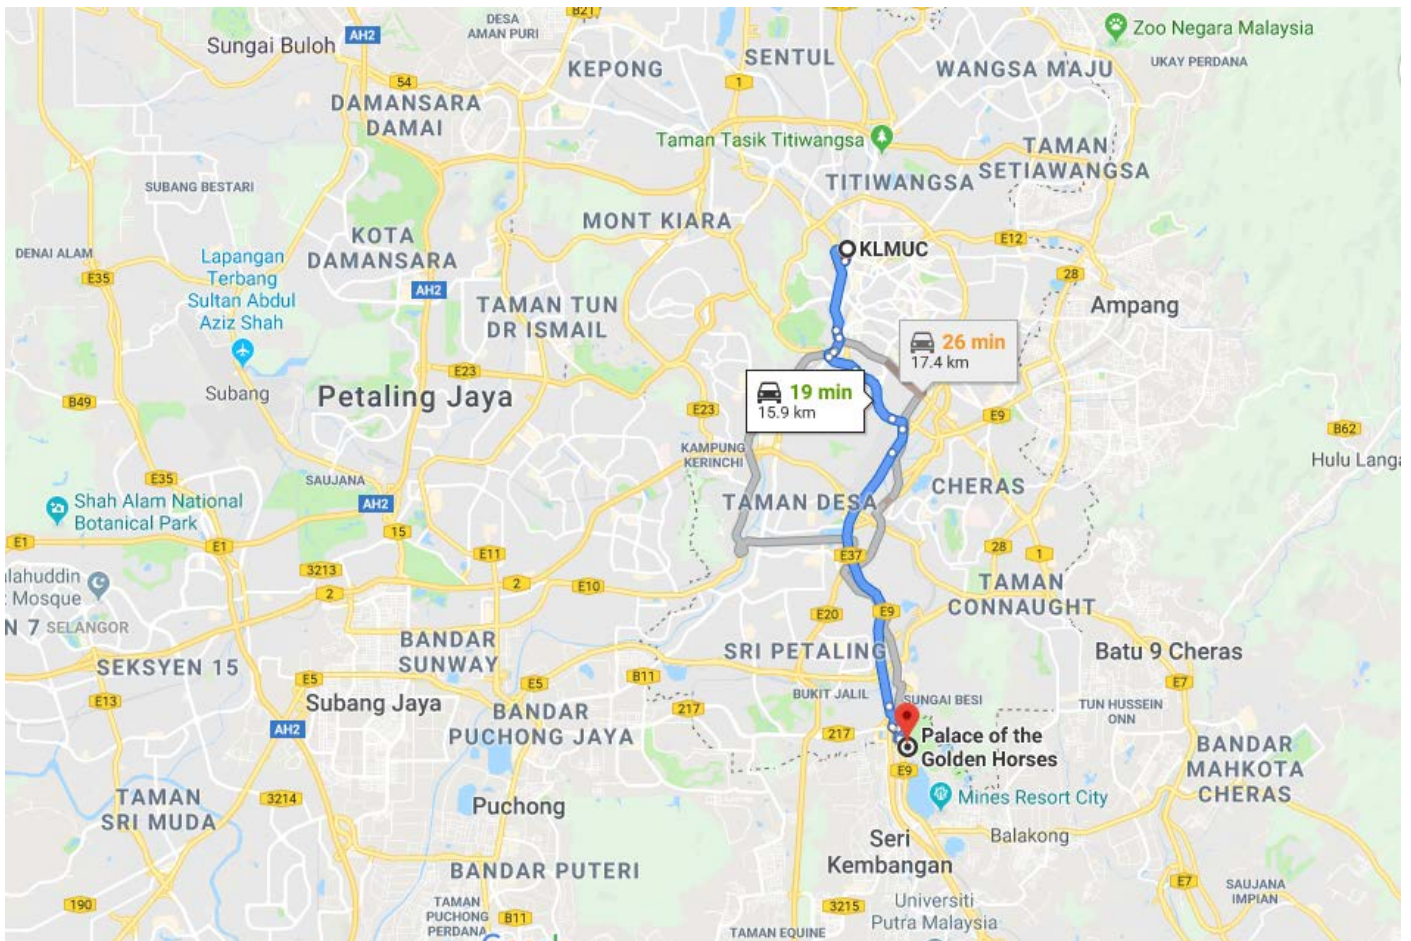 B21
DESA
AMAN PURI
Sungai Buloh
AH2
KEPONG
SENTUL
WANGSA MAJU
Zoo Negara Malaysia
UKAY PERDANA
54
1
DAMANSARA
DAMAI
Taman Tasik Titiwangsa
TAMAN
SETIAWANGSA
TITIWANGSA
SUBANG BESTARI
MONT KIARA
KOTA
DAMANSARA
DENAI ALAM
E35
Lapangan
Terbang
Sultan Abdul
Aziz Shah
KLMUC
E12
28
AH2
TAMAN TUN
DR ISMAIL
Ampang
26 min
17.4 km
Subang
E23
Petaling Jaya
19 min
15.9 km
B49
E23
E9
B62
KAMPUNG
KERINCHI
Hulu Langa
E35
SAUJANA
Shah Alam National
Botanical Park
AH2
TAMAN DESA
CHERAS
E1
E1
15
E11
E37
28
1
3213
2
2
E10
alahuddin
t Mosque
TAMAN
CONNAUGHT
E20
E9
N 7 SELANGOR
BANDAR
SUNWAY
SRI PETALING
Batu 9 Cheras
SEKSYEN 15
E5
E5
B11
E7
E13
Subang Jaya
BUKIT JALIL
SUNGAI BESI
TUN HUSSEIN
ONN
217
AH2
BANDAR
PUCHONG JAYA
217
Palace of the
Golden Horses
BANDAR
MAHKOTA
CHERAS
E9
TAMAN
SRI MUDA
3214
Puchong
Mines Resort City
Seri
Kembangan
Balakong
BANDAR PUTERI
E7
SAUJANA
IMPIAN
190
TAMAN
PUCHONG
PERDANA
B11
3215
Universiti
Putra Malaysia
TAMAN EQUINE